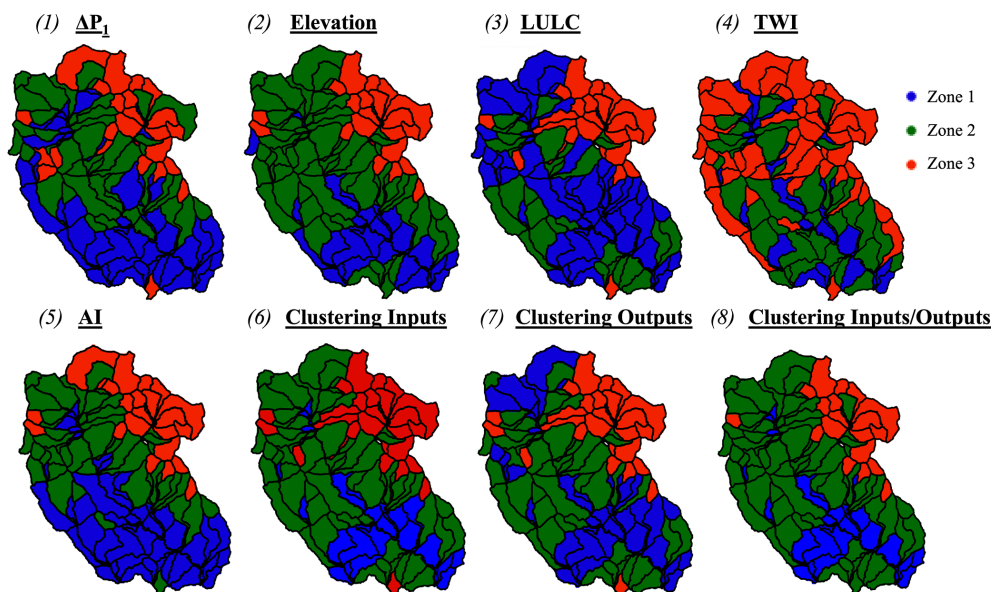 (1) ΔP₁
(2) Elevation
(3) LULC
(4) TWI
Zone 1
Zone 2
Zone 3
(5) AI
(6) Clustering Inputs
(7) Clustering Outputs
(8) Clustering Inputs/Outputs